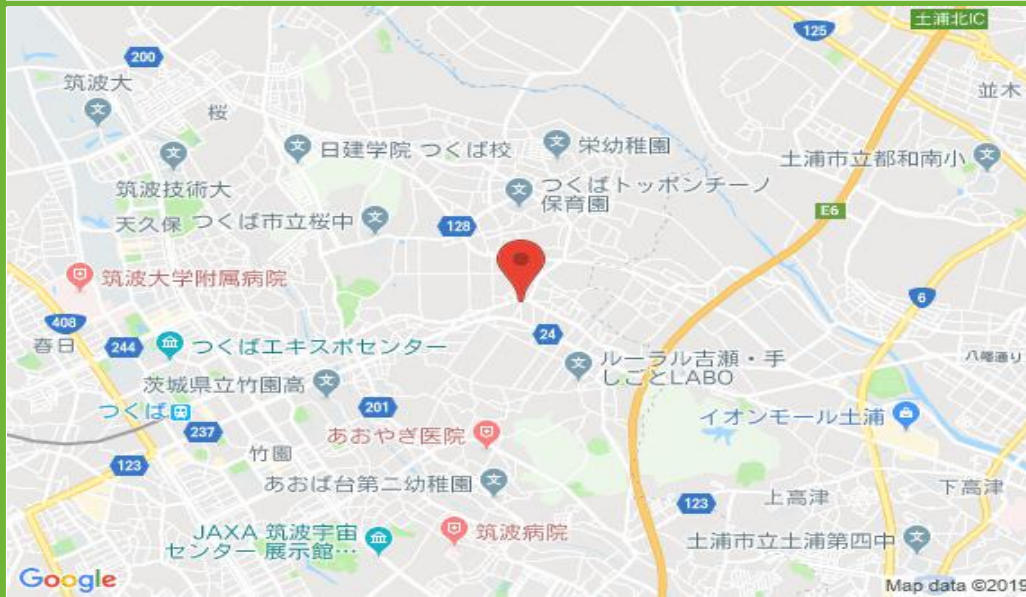 土浦北IC
125
200
筑波大
並木
桜
日建学院 つくば校
栄幼稚園
土浦市立都和南小
筑波技術大
つくばトッポンチーノ
保育園
天久保
つくば市立桜中
128
E6
筑波大学附属病院
6
408
春日
244
つくばエキスポセンター
24
八幡通り
ルーラル吉瀬・手
しごとLABO
茨城県立竹園高
201
つくば
イオンモール土浦
237
あおやぎ医院
竹園
123
あおば台第二幼稚園
123
上高津
下高津
JAXA 筑波宇宙
センター 展示館…
筑波病院
土浦市立土浦第四中
Google
Map data ©2019